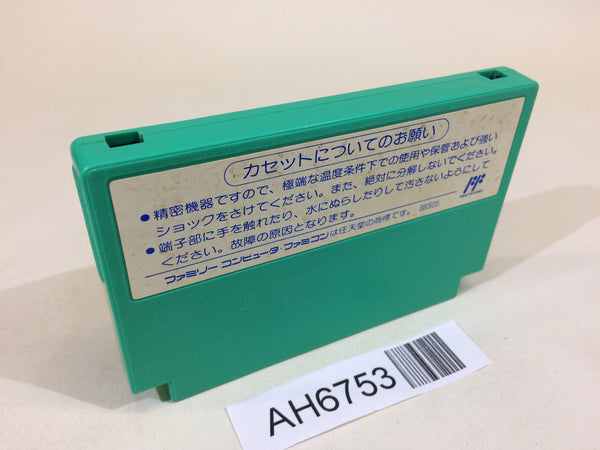 カセットについてのお願い
● 精密機器ですので、極端な温度条件下での使用や保管および強い
ショックをさけてください。また、絶対に分解しないでください。
● 端子部に手を触れたり、水にぬらしたりして汚さないようにして
ください。故障の原因となります。
ファミリー コンピュータ・ファミコンは任天堂の商標です。
AH6753